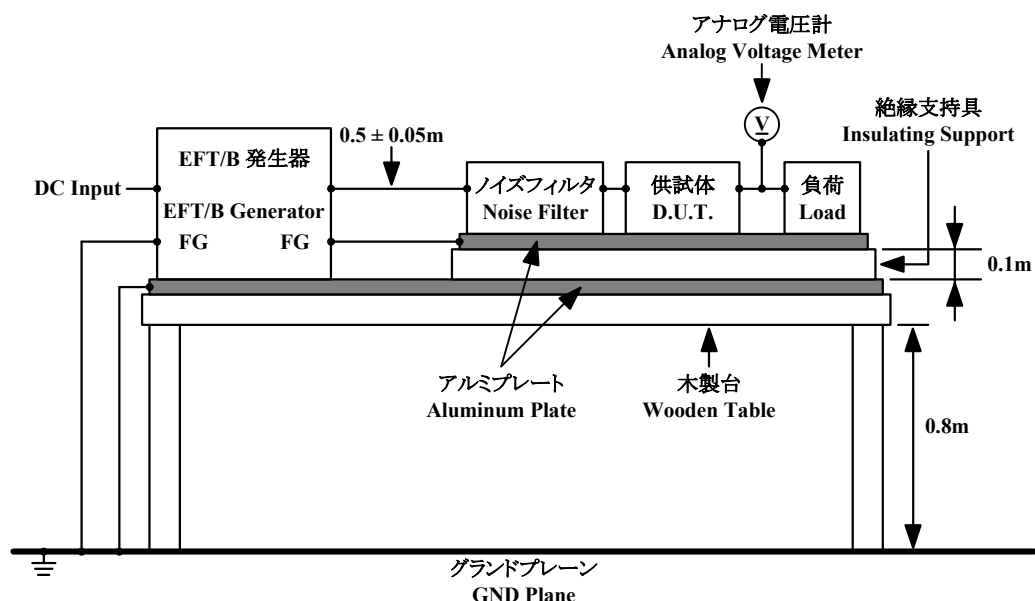 アナログ電圧計
Analog Voltage Meter
絶縁支持具
Insulating Support
0.5 ± 0.05m
V
EFT/B 発生器
DC Input
EFT/B Generator
FG FG
ノイズフィルタ
Noise Filter
供試体
D.U.T.
負荷
Load
0.1m
アルミプレート
Aluminum Plate
木製台
Wooden Table
0.8m
グランドプレーン
GND Plane